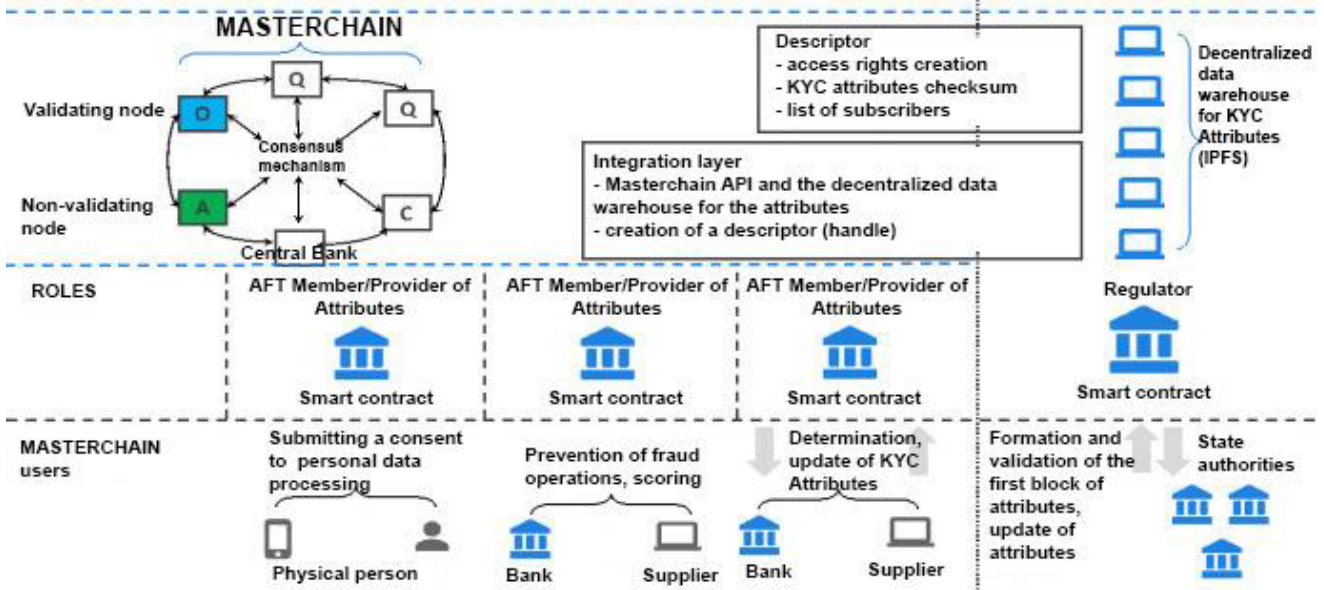 MASTERCHAIN
Validating node
O
Q
Q
Consensus
mechanism
Non-validating
node
A
C
Central Bank
Descriptor
- access rights creation
- KYC attributes checksum
- list of subscribers
Integration layer
- Masterchain API and the decentralized data
warehouse for the attributes
- creation of a descriptor (handle)
Decentralized
data
warehouse
for KYC
Attributes
(IPFS)
ROLES
AFT Member/Provider of
Attributes
Smart contract
AFT Member/Provider of
Attributes
Smart contract
AFT Member/Provider of
Attributes
Smart contract
Regulator
Smart contract
MASTERCHAIN
users
Submitting a consent
to personal data
processing
Physical person
Prevention of fraud
operations, scoring
Bank
Supplier
Determination,
update of KYC
Attributes
Bank
Supplier
Formation and
validation of the
first block of
attributes,
update of
attributes
State
authorities